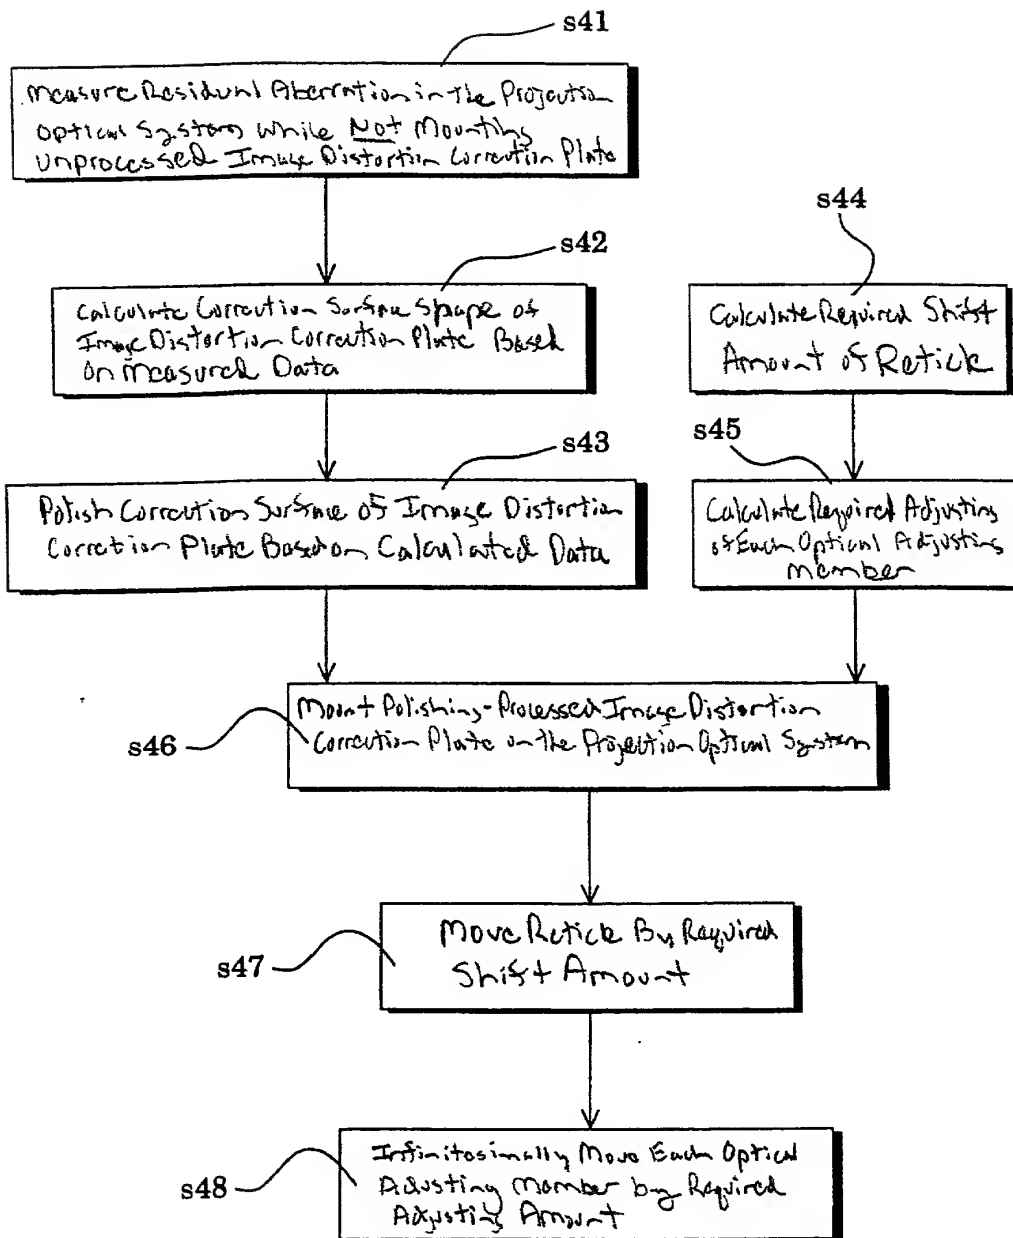 s41
Measure Residual Aberration in the Projection
Optical System while Not Mounting
Unprocessed Image Distortion Correction Plate
s42
Calculate Correction Surface Shape of
Image Distortion Correction Plate Based
on Measured Data
s44
Calculate Required Shift
Amount of Reticle
s43
Polish Correction Surface of Image Distortion
Corretion Plate Based on Calculated Data
s45
Calculate Required Adjusting
of Each Optical Adjusting
Member
s46
Mount Polishing-Processed Image Distortion
Correction Plate on the Projection Optical System
s47
Move Reticle By Required
Shift Amount
s48
Infinitesimally Move Each Optical
Adjusting Member by Required
Adjusting Amount